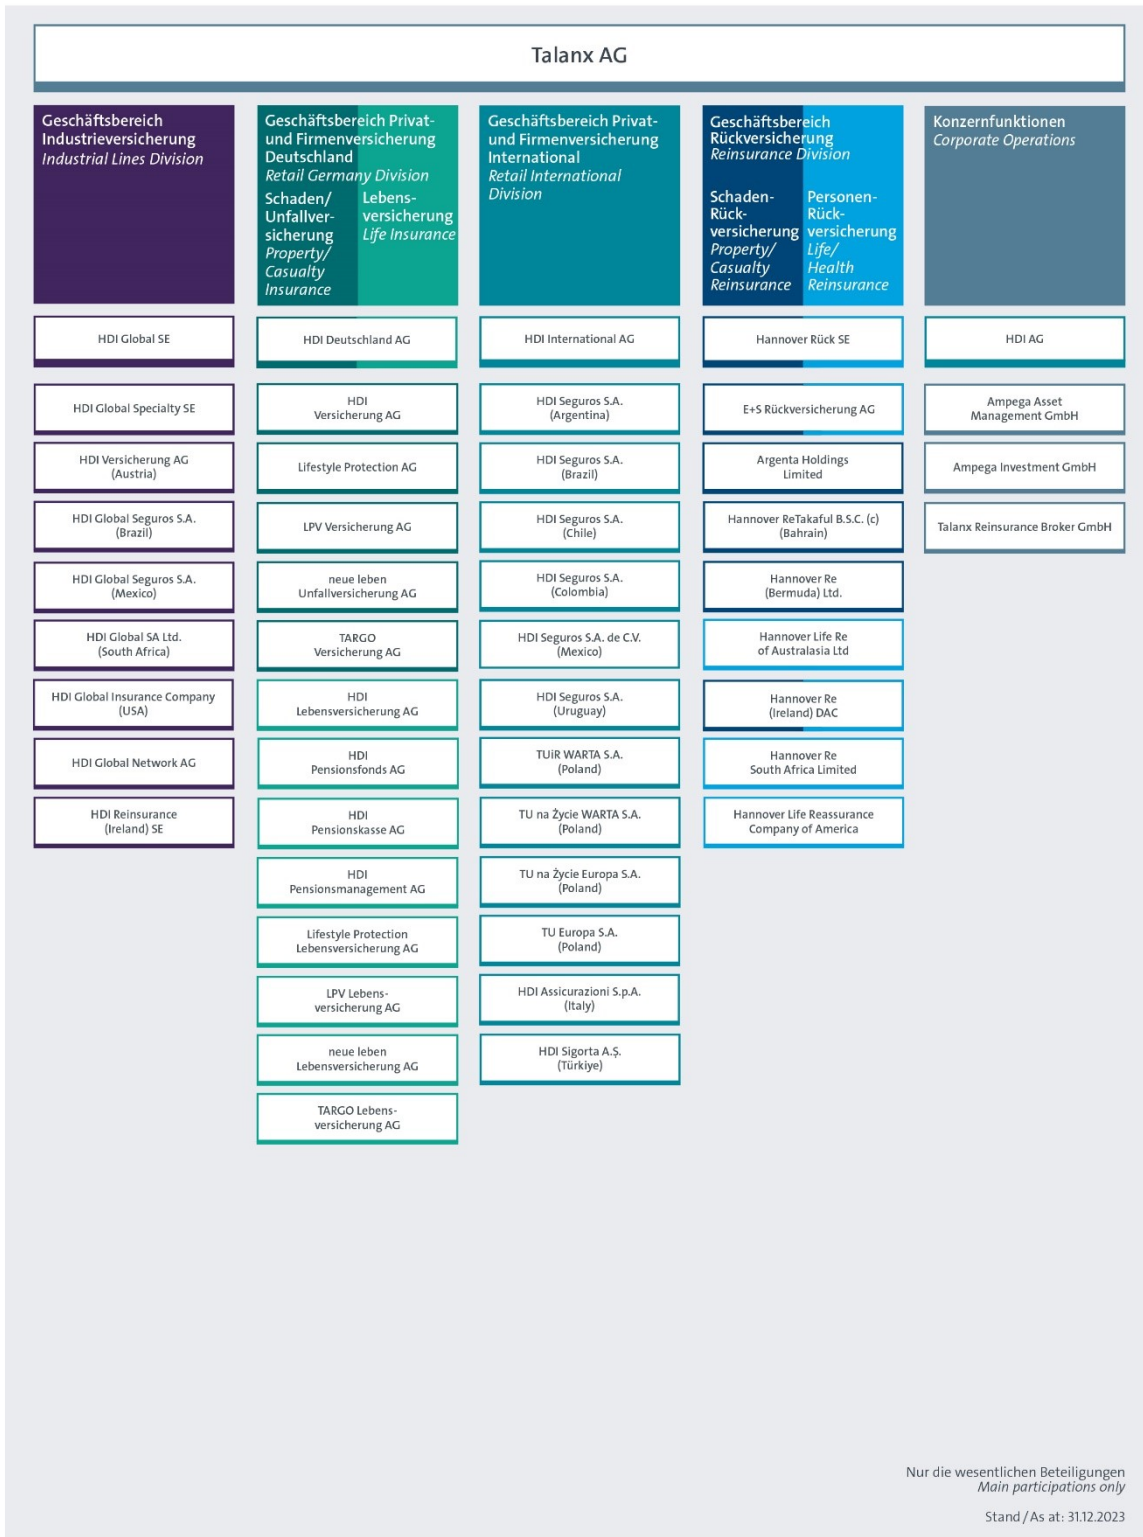 Talanx AG
Geschäftsbereich
Industrieversicherung
Industrial Lines Division
Geschäftsbereich Privat-
und Firmenversicherung
Deutschland
Retail Germany Division
Schaden/
Unfallver-
sicherung
Property/
Casualty
Insurance
Lebens-
versicherung
Life Insurance
Geschäftsbereich Privat-
und Firmenversicherung
International
Retail International
Division
Geschäftsbereich
Rückversicherung
Reinsurance Division
Schaden-
Rück-
versicherung
Property/
Casualty
Reinsurance
Personen-
Rück-
versicherung
Life/
Health
Reinsurance
Konzernfunktionen
Corporate Operations
HDI Global SE
HDI Global Specialty SE
HDI Versicherung AG
(Austria)
HDI Global Seguros S.A.
(Brazil)
HDI Global Seguros S.A.
(Mexico)
HDI Global SA Ltd.
(South Africa)
HDI Global Insurance Company
(USA)
HDI Global Network AG
HDI Reinsurance
(Ireland) SE
HDI Deutschland AG
HDI
Versicherung AG
Lifestyle Protection AG
LPV Versicherung AG
neue leben
Unfallversicherung AG
TARGO
Versicherung AG
HDI
Lebensversicherung AG
HDI
Pensionsfonds AG
HDI
Pensionskasse AG
HDI
Pensionsmanagement AG
Lifestyle Protection
Lebensversicherung AG
LPV Lebens-
versicherung AG
neue leben
Lebensversicherung AG
TARGO Lebens-
versicherung AG
HDI International AG
HDI Seguros S.A.
(Argentina)
HDI Seguros S.A.
(Brazil)
HDI Seguros S.A.
(Chile)
HDI Seguros S.A.
(Colombia)
HDI Seguros S.A. de C.V.
(Mexico)
HDI Seguros S.A.
(Uruguay)
TUiR WARTA S.A.
(Poland)
TU na Życie WARTA S.A.
(Poland)
TU na Życie Europa S.A.
(Poland)
TU Europa S.A.
(Poland)
HDI Assicurazioni S.p.A.
(Italy)
HDI Sigorta A.Ş.
(Türkiye)
Hannover Rück SE
E+S Rückversicherung AG
Argenta Holdings
Limited
Hannover ReTakaful B.S.C. (c)
(Bahrain)
Hannover Re
(Bermuda) Ltd.
Hannover Life Re
of Australasia Ltd
Hannover Re
(Ireland) DAC
Hannover Re
South Africa Limited
Hannover Life Reassurance
Company of America
HDI AG
Ampega Asset
Management GmbH
Ampega Investment GmbH
Talanx Reinsurance Broker GmbH
Nur die wesentlichen Beteiligungen
Main participations only
Stand / As at: 31.12.2023